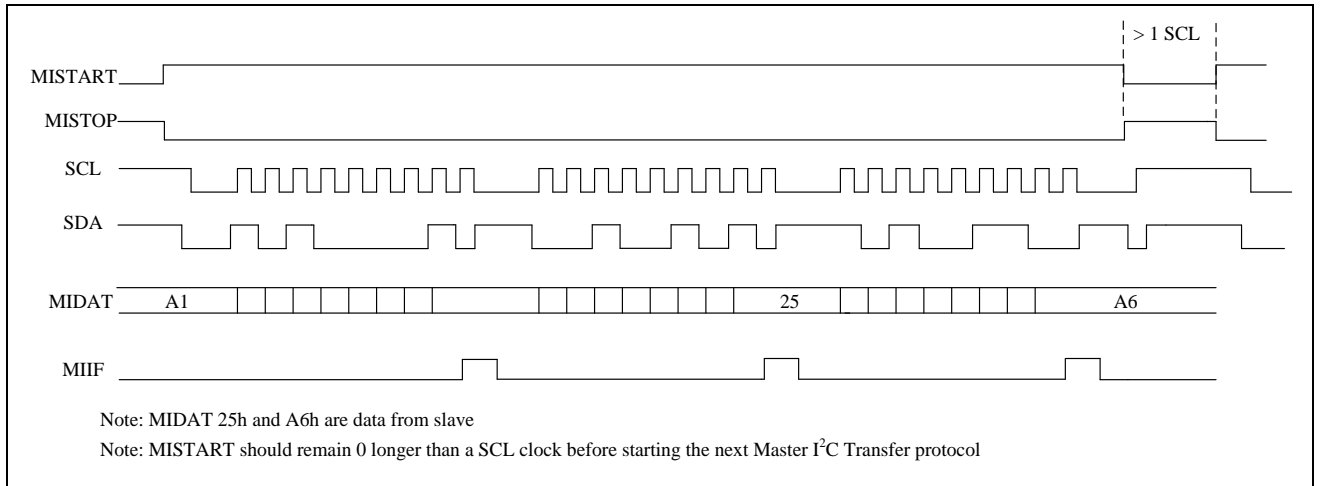 > 1 SCL
MISTART
MISTOP
SCL
SDA
MIDAT A1 25 A6
MIIF
Note: MIDAT 25h and A6h are data from slave
Note: MISTART should remain 0 longer than a SCL clock before starting the next Master I²C Transfer protocol